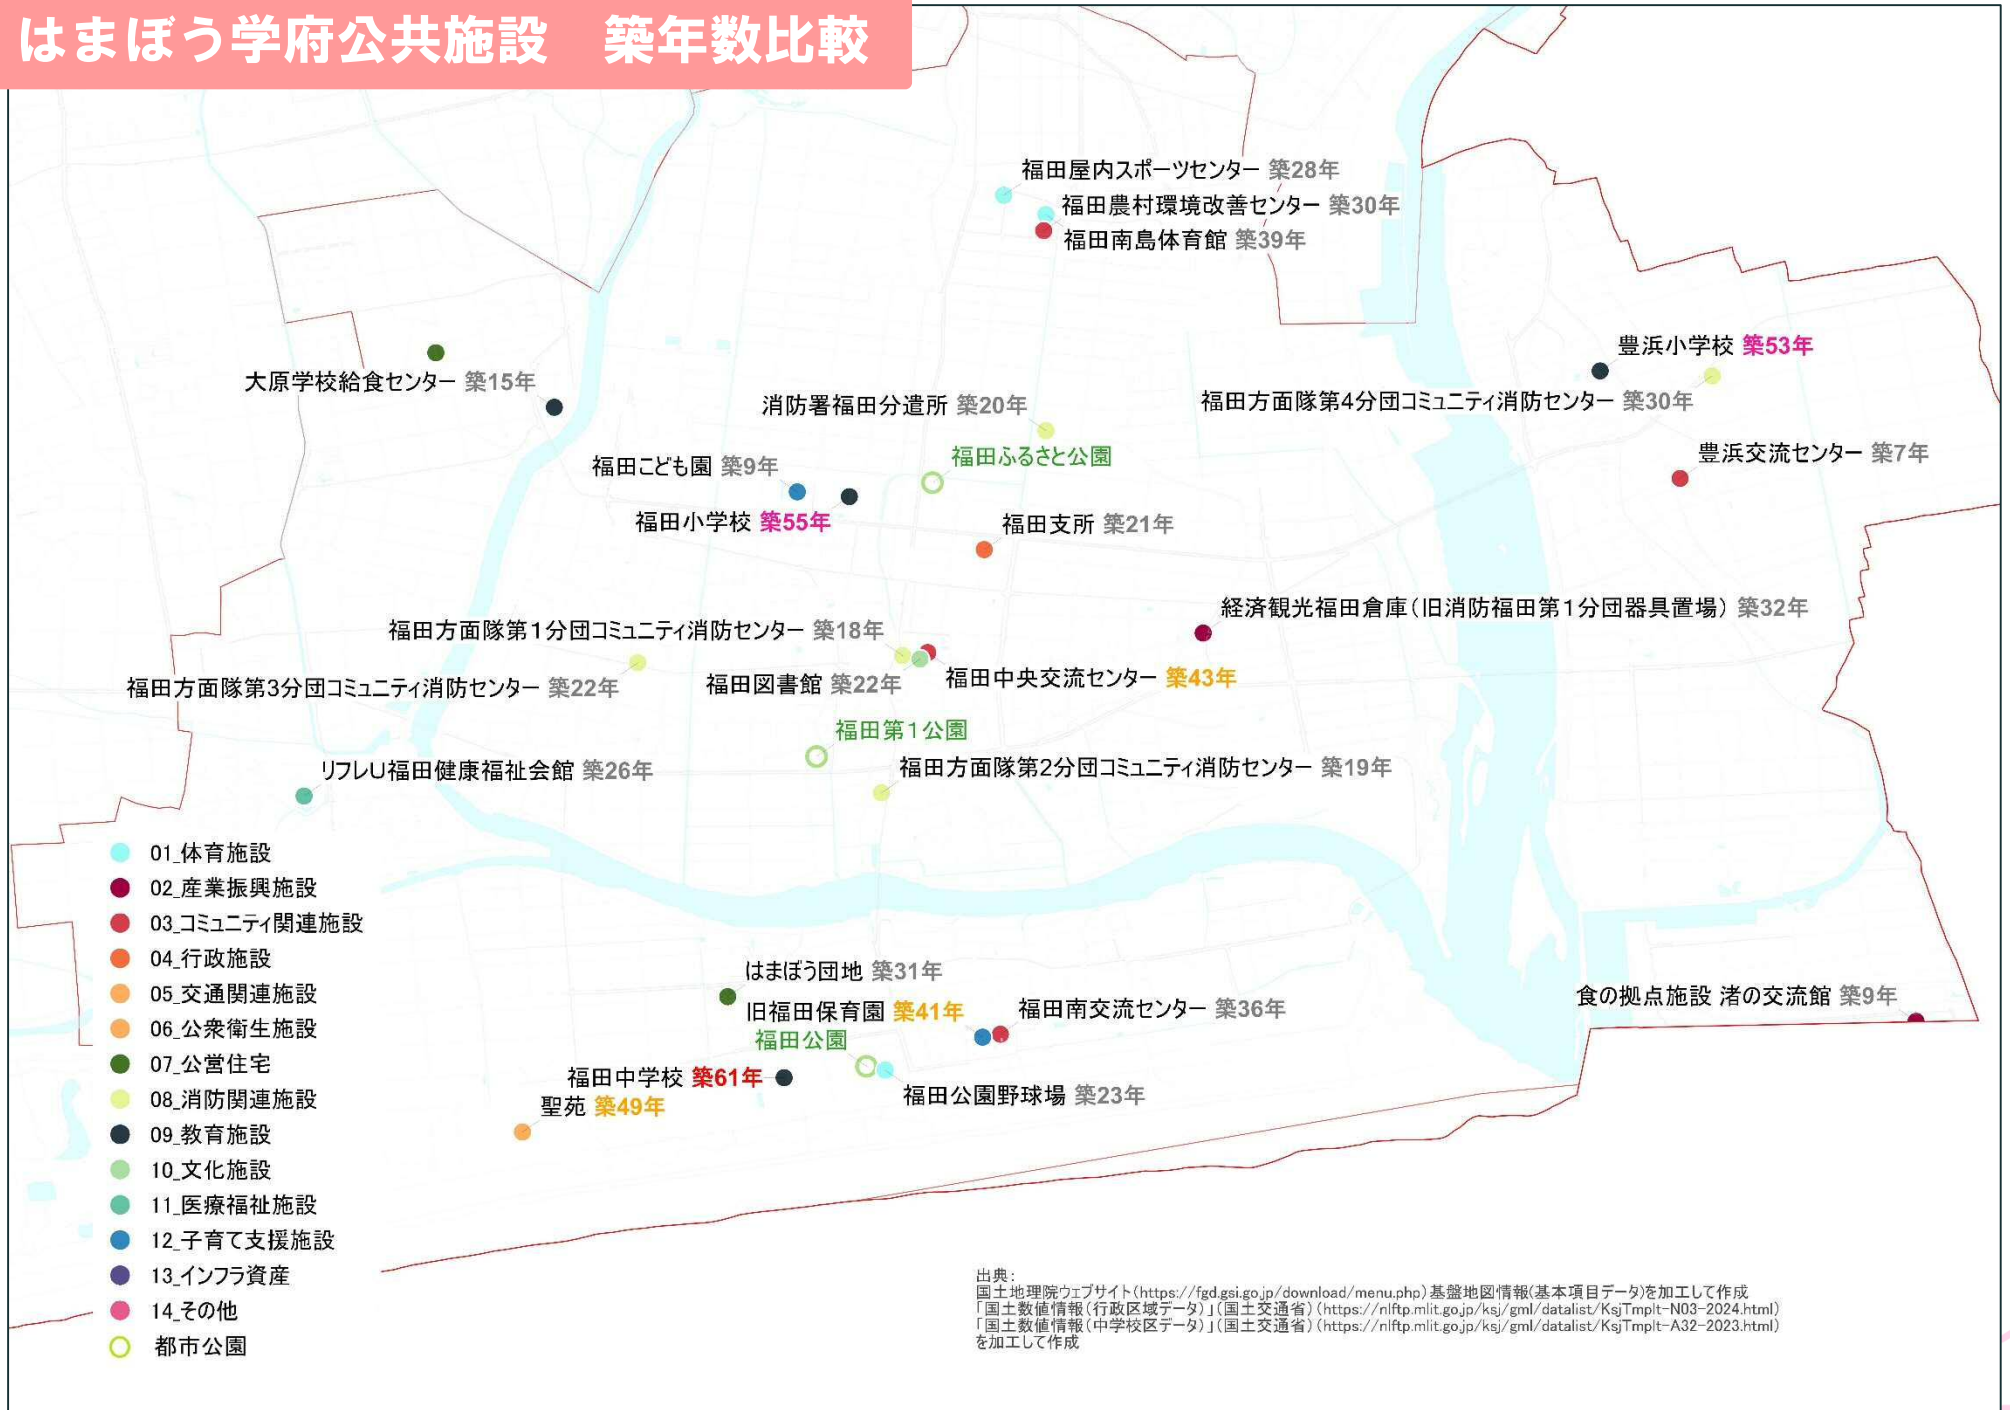 はまぼう学府公共施設　築年数比較
福田屋内スポーツセンター 築28年
福田農村環境改善センター 築30年
福田南島体育館 築39年
豊浜小学校 築53年
大原学校給食センター 築15年
福田方面隊第4分団コミュニティ消防センター 築30年
消防署福田分遣所 築20年
豊浜交流センター 築7年
福田ふるさと公園
福田こども園 築9年
福田小学校 築55年
福田支所 築21年
経済観光福田倉庫（旧消防福田第１分団器具置場） 築32年
福田方面隊第１分団コミュニティ消防センター 築18年
福田中央交流センター 築43年
福田図書館 築22年
福田方面隊第3分団コミュニティ消防センター 築22年
福田第１公園
福田方面隊第2分団コミュニティ消防センター 築19年
リフレU福田健康福祉会館 築26年
はまぼう団地 築31年
旧福田保育園 築41年
福田南交流センター 築36年
食の拠点施設 渚の交流館 築9年
福田公園
福田中学校 築61年
福田公園野球場 築23年
聖苑 築49年
01_体育施設
02_産業振興施設
03_コミュニティ関連施設
04_行政施設
05_交通関連施設
06_公衆衛生施設
07_公営住宅
08_消防関連施設
09_教育施設
10_文化施設
11_医療福祉施設
12_子育て支援施設
13_インフラ資産
14_その他
都市公園
出典：
国土地理院ウェブサイト（https://fgd.gsi.go.jp/download/menu.php）基盤地図情報(基本項目データ)を加工して作成
「国土数値情報（行政区域データ）」（国土交通省）（https://nlftp.mlit.go.jp/ksj/gml/datalist/KsjTmplt-N03-2024.html）
「国土数値情報（中学校区データ）」（国土交通省）（https://nlftp.mlit.go.jp/ksj/gml/datalist/KsjTmplt-A32-2023.html）
を加工して作成